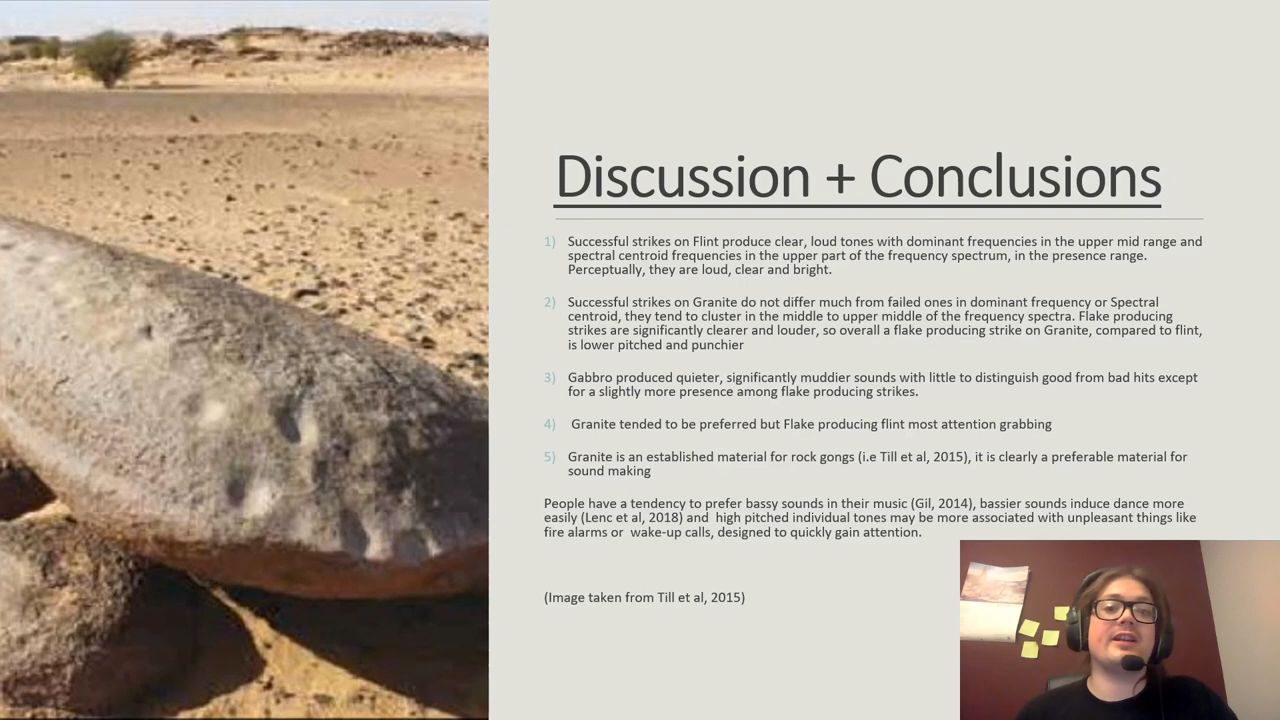 Discussion + Conclusions
1) Successful strikes on Flint produce clear, loud tones with dominant frequencies in the upper mid range and
spectral centroid frequencies in the upper part of the frequency spectrum, in the presence range.
Perceptually, they are loud, clear and bright.
2) Successful strikes on Granite do not differ much from failed ones in dominant frequency or Spectral
centroid, they tend to cluster in the middle to upper middle of the frequency spectra. Flake producing
strikes are significantly clearer and louder, so overall a flake producing strike on Granite, compared to flint,
is lower pitched and punchier
3) Gabbro produced quieter, significantly muddier sounds with little to distinguish good from bad hits except
for a slightly more presence among flake producing strikes.
4) Granite tended to be preferred but Flake producing flint most attention grabbing
5) Granite is an established material for rock gongs (i.e Till et al, 2015), it is clearly a preferable material for
sound making
People have a tendency to prefer bassy sounds in their music (Gil, 2014), bassier sounds induce dance more
easily (Lenc et al, 2018) and high pitched individual tones may be more associated with unpleasant things like
fire alarms or wake-up calls, designed to quickly gain attention.
(Image taken from Till et al, 2015)